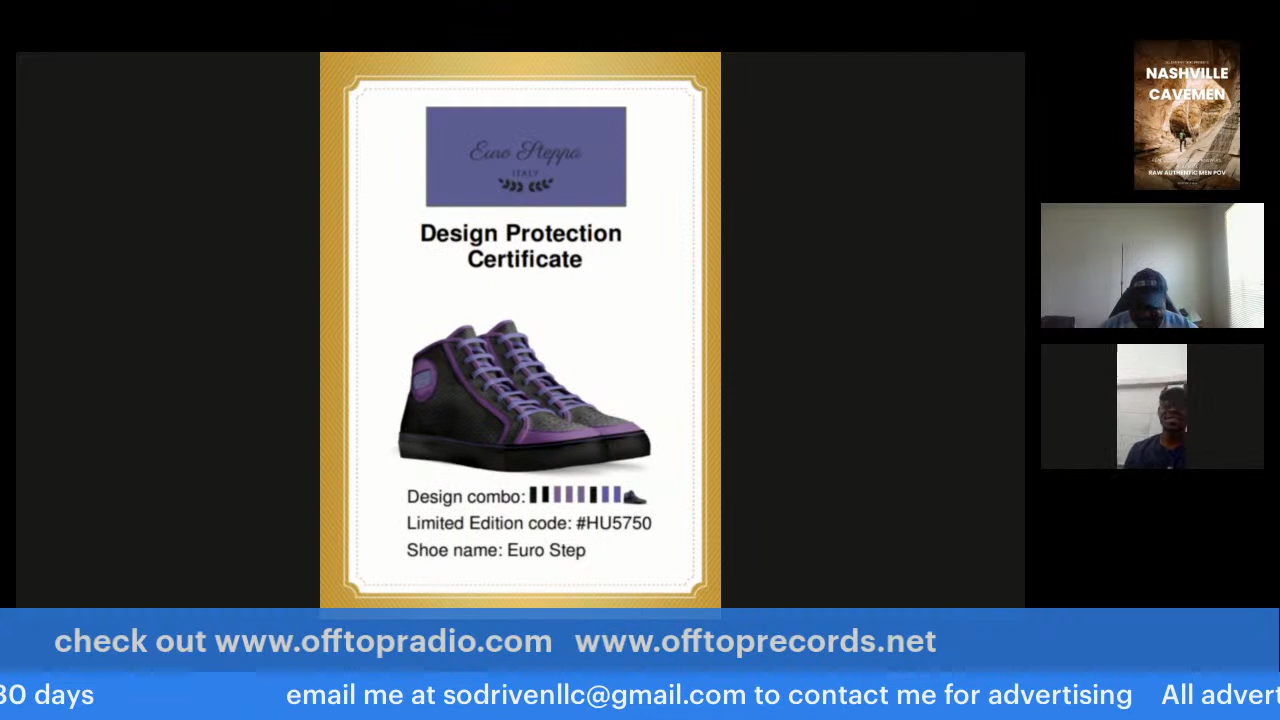 Euro Steppa
ITALY
Design Protection
Certificate
Design combo:
Limited Edition code: #HU5750
Shoe name: Euro Step
NASHVILLE
CAVEMEN
RAW AUTHENTIC MEN POV
check out www.offtopradio.com www.offtoprecords.net
30 days email me at sodrivenllc@gmail.com to contact me for advertising All advert